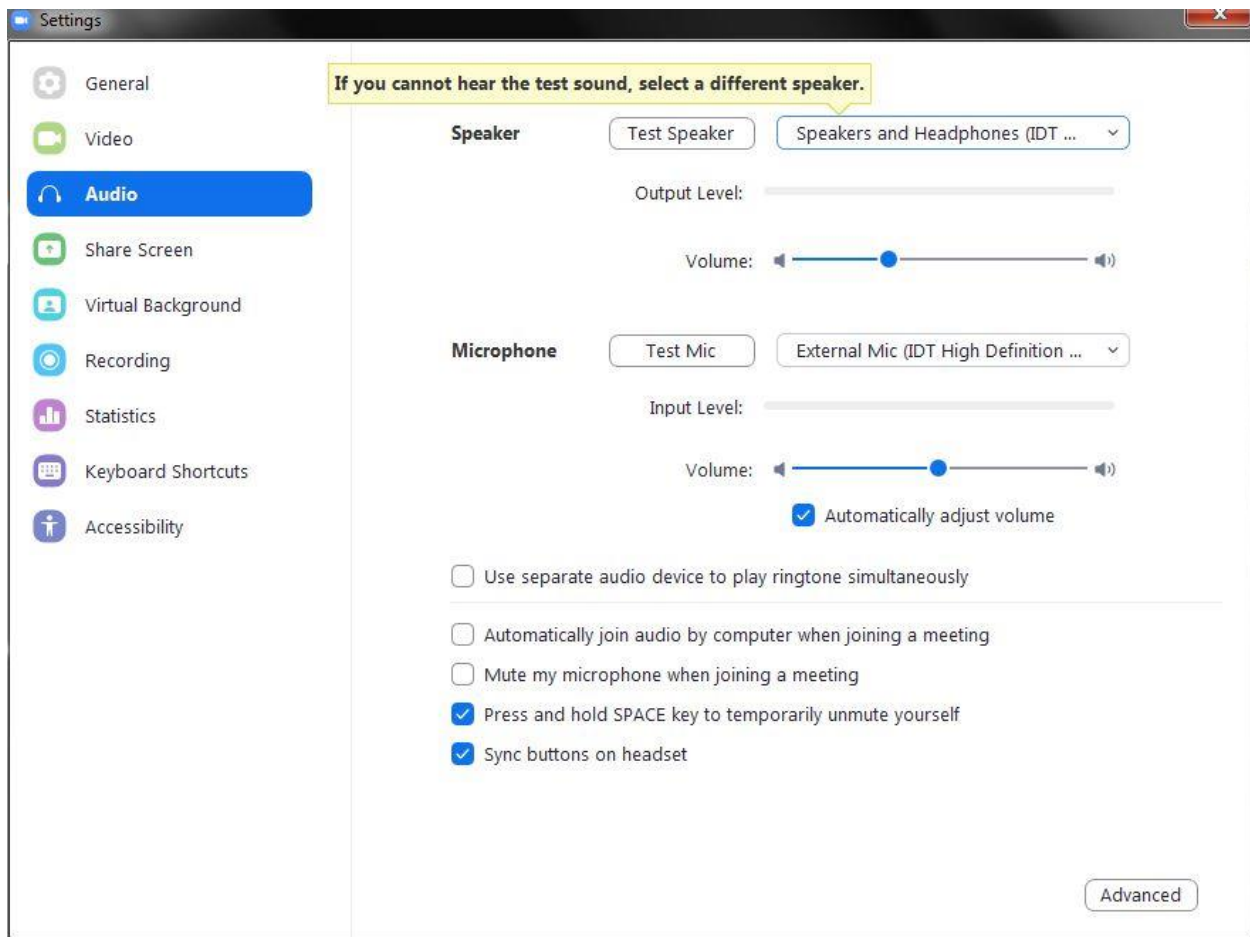 Settings
General
Video
Audio
Share Screen
Virtual Background
Recording
Statistics
Keyboard Shortcuts
Accessibility
If you cannot hear the test sound, select a different speaker.
Speaker Test Speaker Speakers and Headphones (IDT ...
Output Level:
Volume:
Microphone Test Mic External Mic (IDT High Definition ...
Input Level:
Volume:
Automatically adjust volume
Use separate audio device to play ringtone simultaneously
Automatically join audio by computer when joining a meeting
Mute my microphone when joining a meeting
Press and hold SPACE key to temporarily unmute yourself
Sync buttons on headset
Advanced